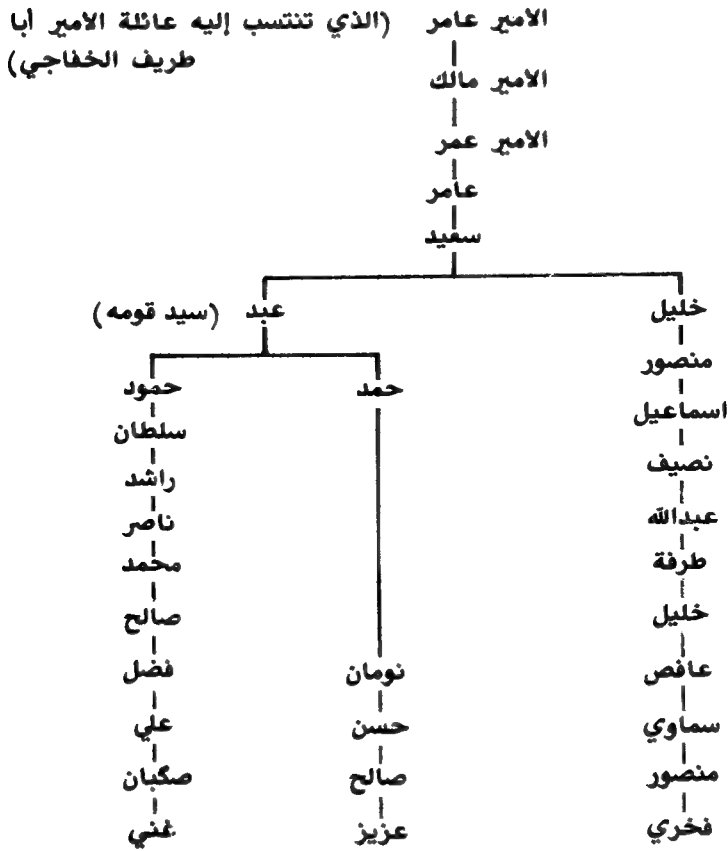 الامير عامر (الذي تنتسب إليه عائلة الامير أبا
طريف الخفاجي)
الامير مالك
الامير عمر
عامر
سعيد
خليل
منصور
اسماعيل
نصيف
عبدالله
طرفة
خليل
عافص
سماوي
منصور
فخري
عبد (سيد قومه)
حمد
نومان
حسن
صالح
عزيز
حمود
سلطان
راشد
ناصر
محمد
صالح
فضل
علي
صگبان
غني